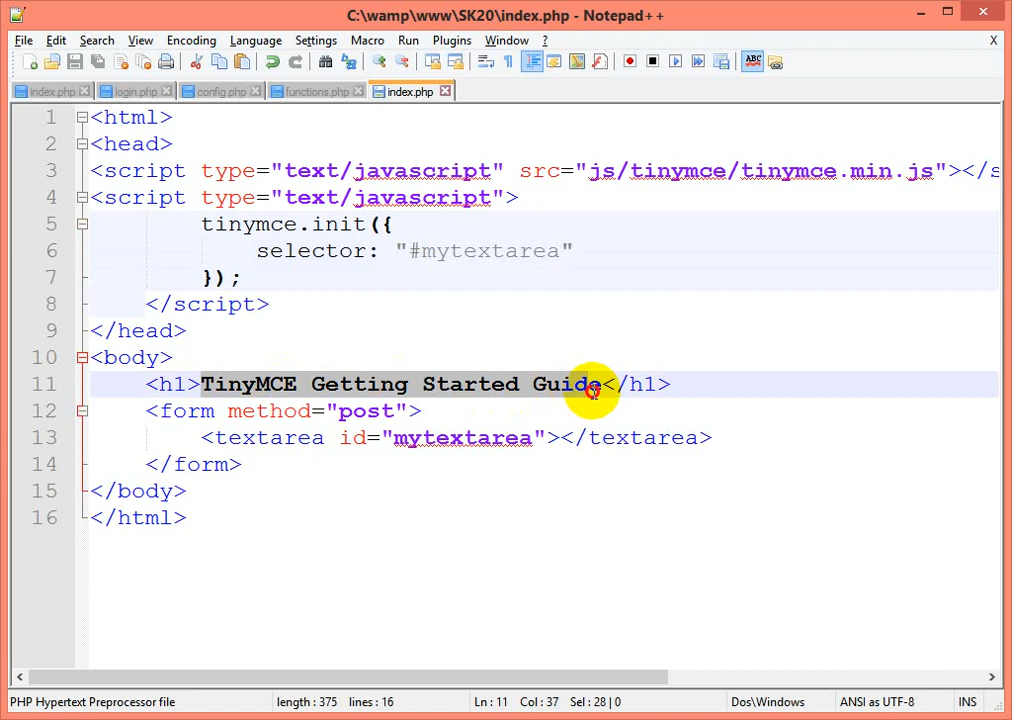 C:\wamp\www\SK20\index.php - Notepad++
File Edit Search View Encoding Language Settings Macro Run Plugins Window ? X
index.php login.php config.php functions.php index.php
1 <html>
2 <head>
3 <script type="text/javascript" src="js/tinymce/tinymce.min.js"></s
4 <script type="text/javascript">
5 tinymce.init({
6 selector: "#mytextarea"
7 });
8 </script>
9 </head>
10 <body>
11 <h1>TinyMCE Getting Started Guide</h1>
12 <form method="post">
13 <textarea id="mytextarea"></textarea>
14 </form>
15 </body>
16 </html>
PHP Hypertext Preprocessor file length : 375 lines : 16 Ln : 11 Col : 37 Sel : 28 | 0 Dos\Windows ANSI as UTF-8 INS